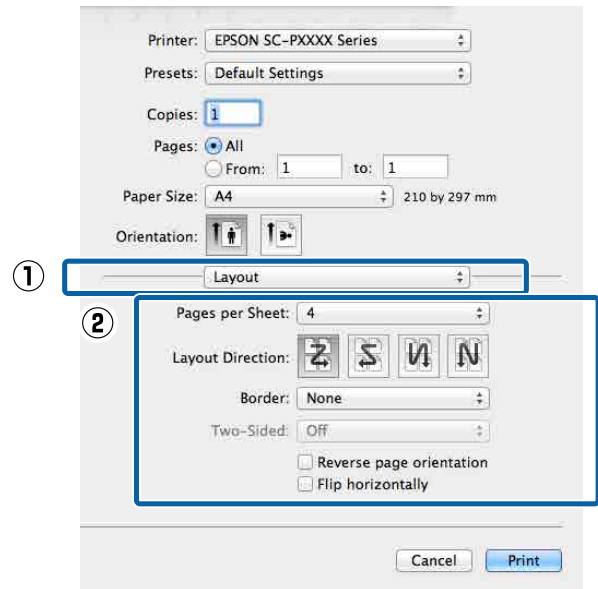 Printer: EPSON SC-PXXXX Series
Presets: Default Settings
Copies: 1
Pages: All
From: 1 to: 1
Paper Size: A4 210 by 297 mm
Orientation:
① Layout
② Pages per Sheet: 4
Layout Direction:
Border: None
Two-Sided: Off
Reverse page orientation
Flip horizontally
Cancel Print